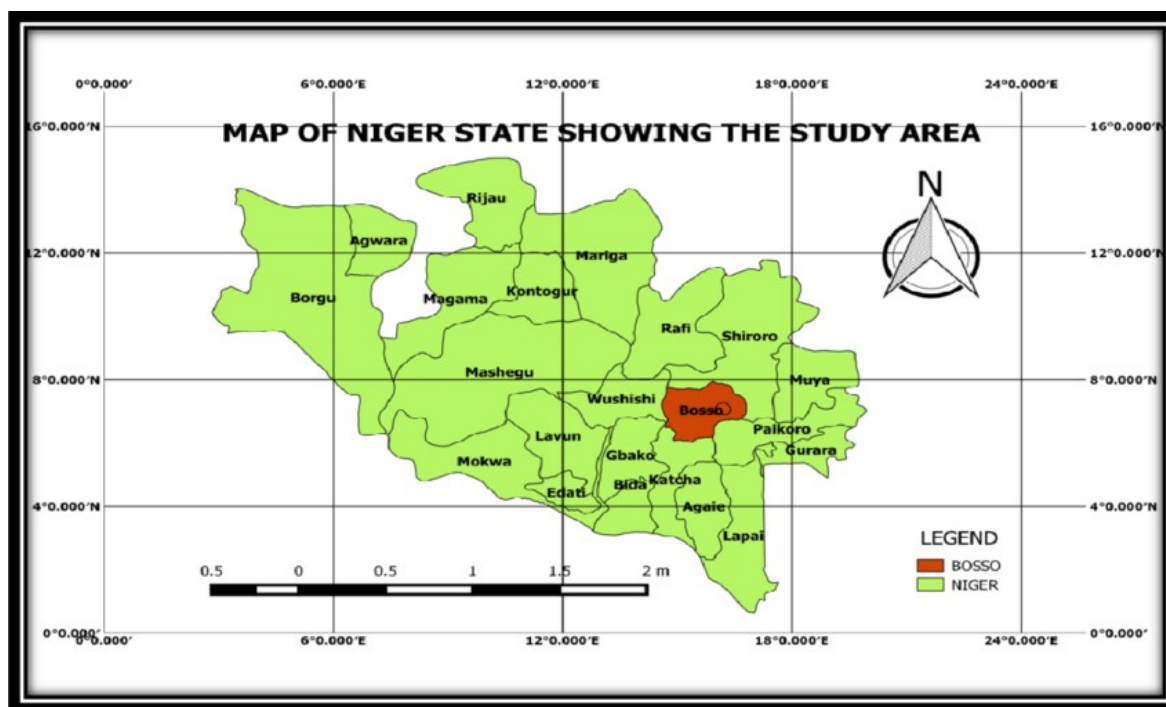 0°0.000′ 6°0.000′E 12°0.000′E 18°0.000′E 24°0.000′E
16°0.000′N 16°0.000′N
MAP OF NIGER STATE SHOWING THE STUDY AREA
N
Rijau
Agwara
12°0.000′N 12°0.000′N
Mariga
Borgu Magama Kontogur
Rafi Shiroro
Mashegu
8°0.000′N Muya 8°0.000′N
Wushishi Bosso
Paikoro
Lavun
Gurara
Mokwa Gbako
Edati Bida Katcha
4°0.000′N Agaie 4°0.000′N
Lapai
LEGEND
BOSSO
NIGER
0.5 0 0.5 1 1.5 2 m
0°0.000′ 0°0.000′
0°0.000′ 6°0.000′E 12°0.000′E 18°0.000′E 24°0.000′E